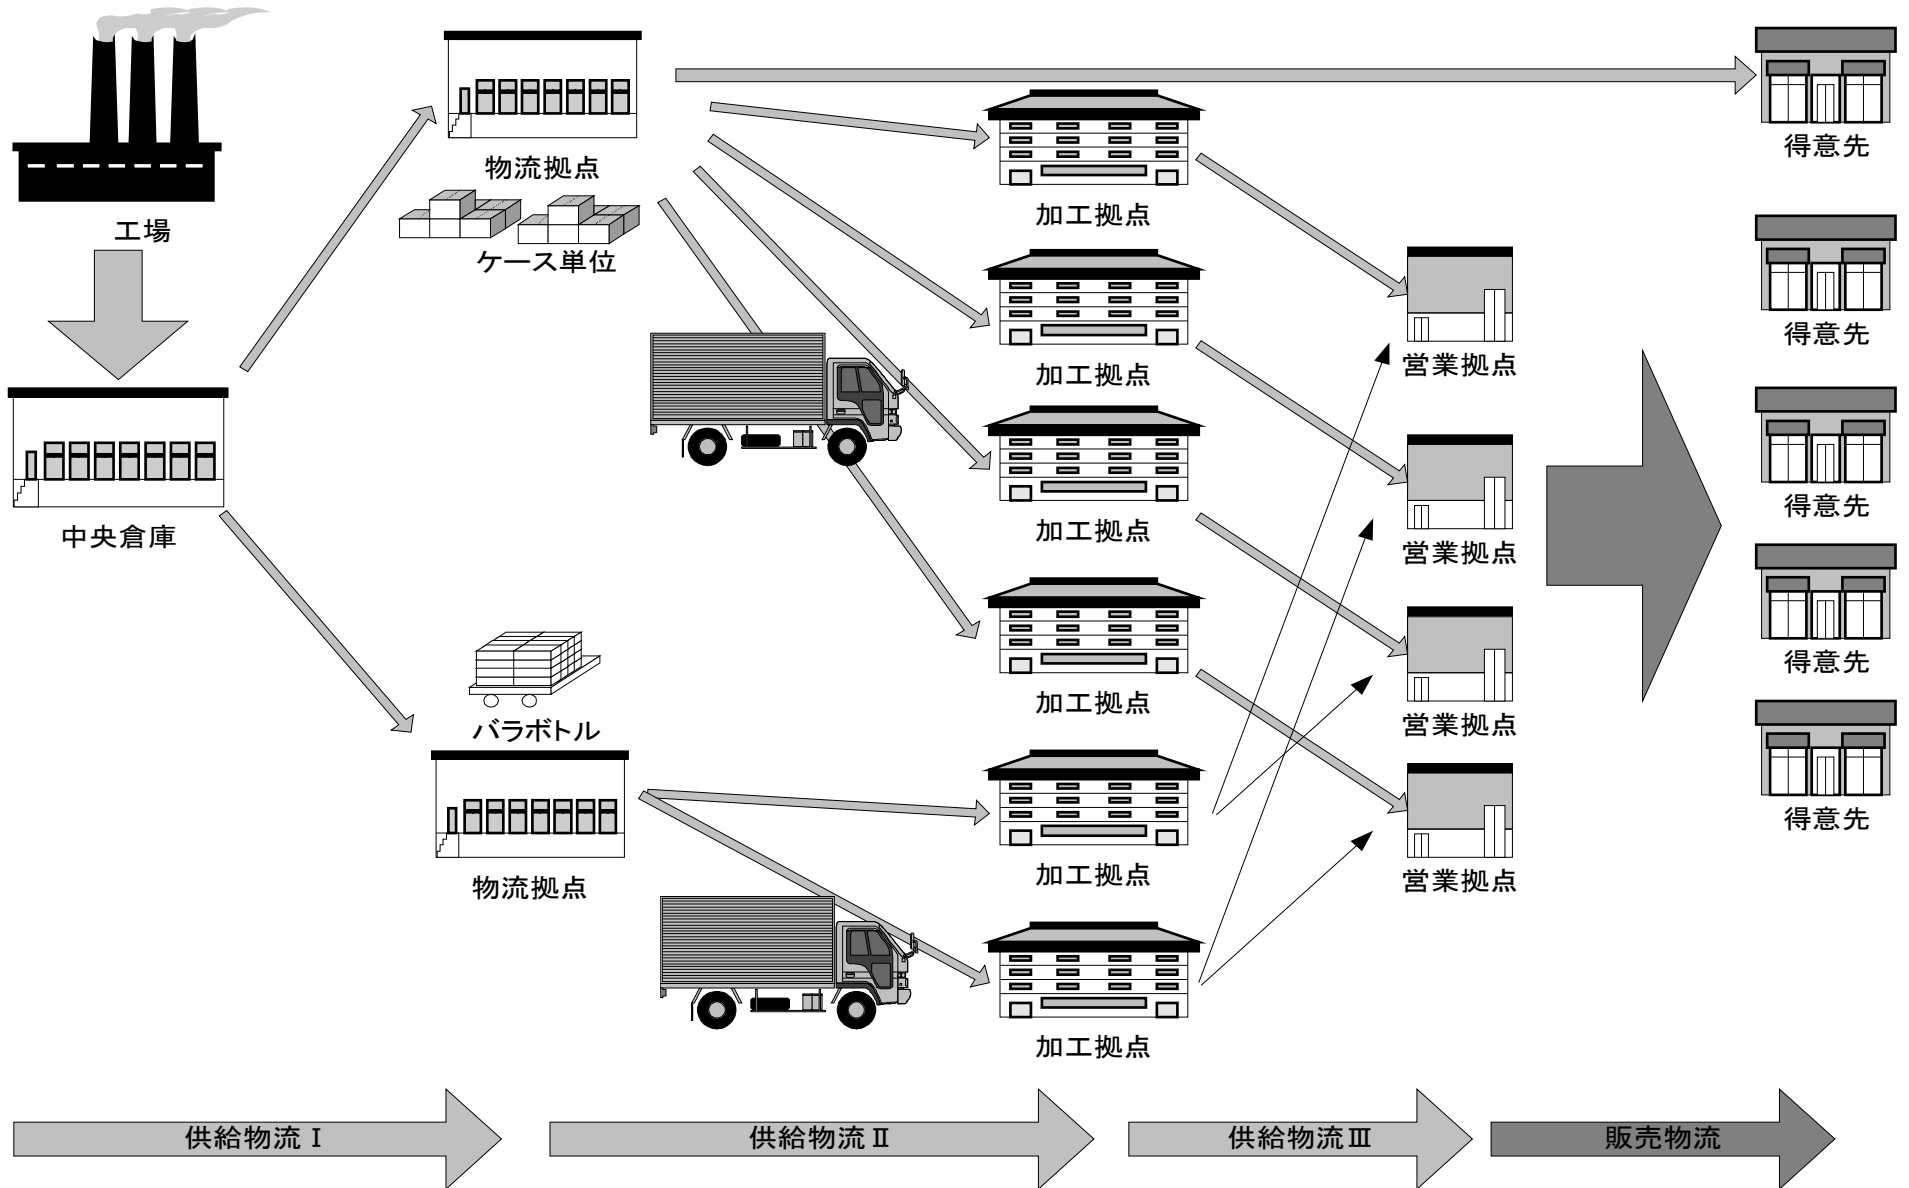 工場
中央倉庫
物流拠点
ケース単位
バラボトル
物流拠点
加工拠点
加工拠点
加工拠点
加工拠点
加工拠点
加工拠点
営業拠点
営業拠点
営業拠点
営業拠点
得意先
得意先
得意先
得意先
得意先
供給物流Ⅰ
供給物流Ⅱ
供給物流Ⅲ
販売物流